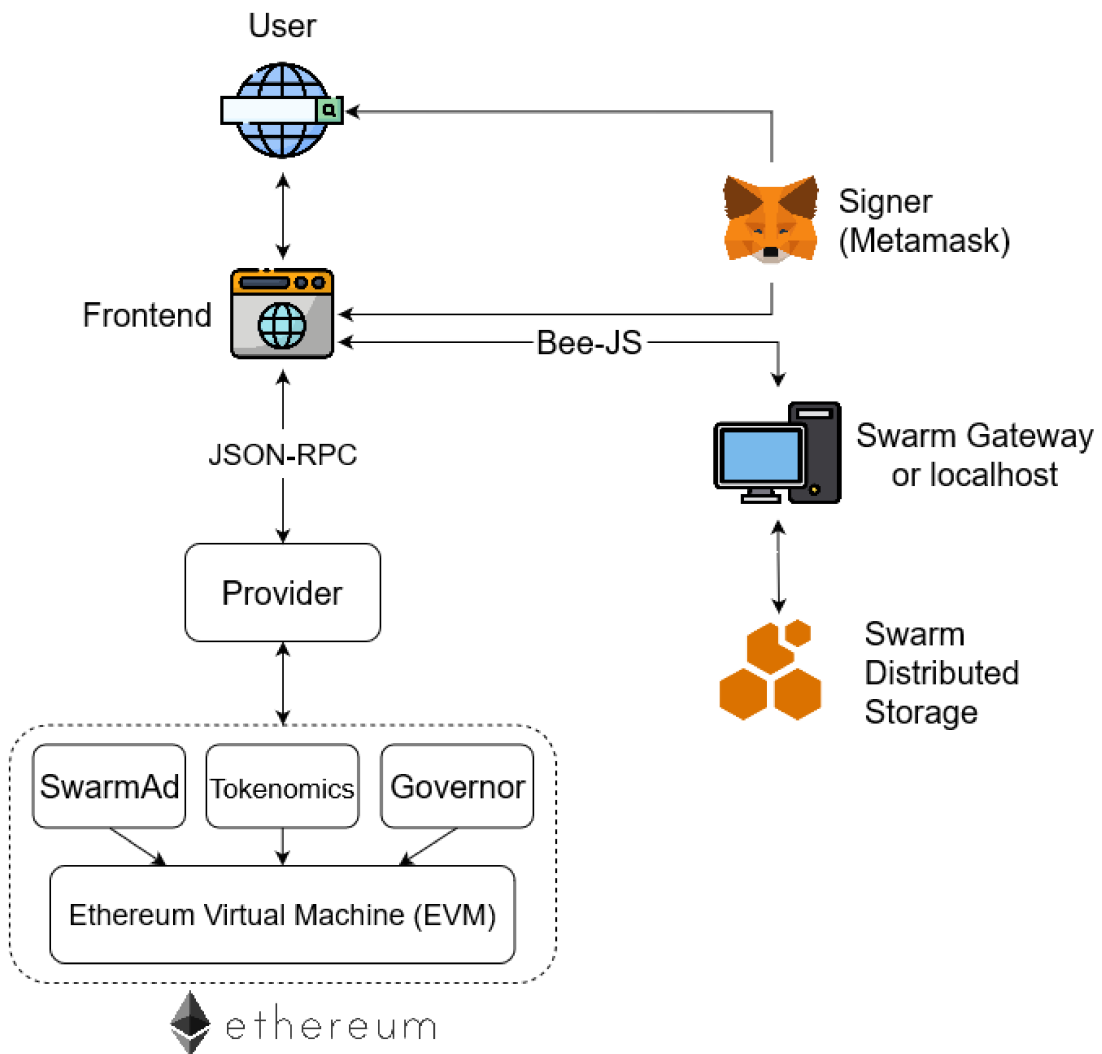 User
Signer
(Metamask)
Frontend
Bee-JS
JSON-RPC
Swarm Gateway
or localhost
Provider
Swarm
Distributed
Storage
SwarmAd
Tokenomics
Governor
Ethereum Virtual Machine (EVM)
ethereum